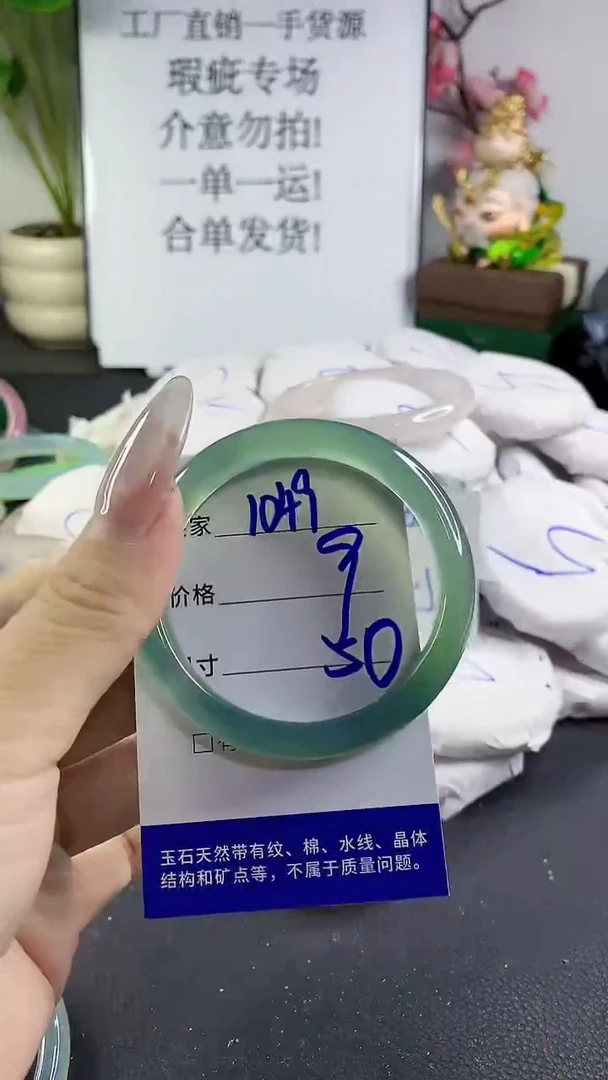 工厂直销一手货源
瑕疵专场
介意勿拍!
一单一运!
合单发货!
家 1049
价格 9
寸 50
玉石天然带有纹、棉、水线、晶体
结构和矿点等，不属于质量问题。